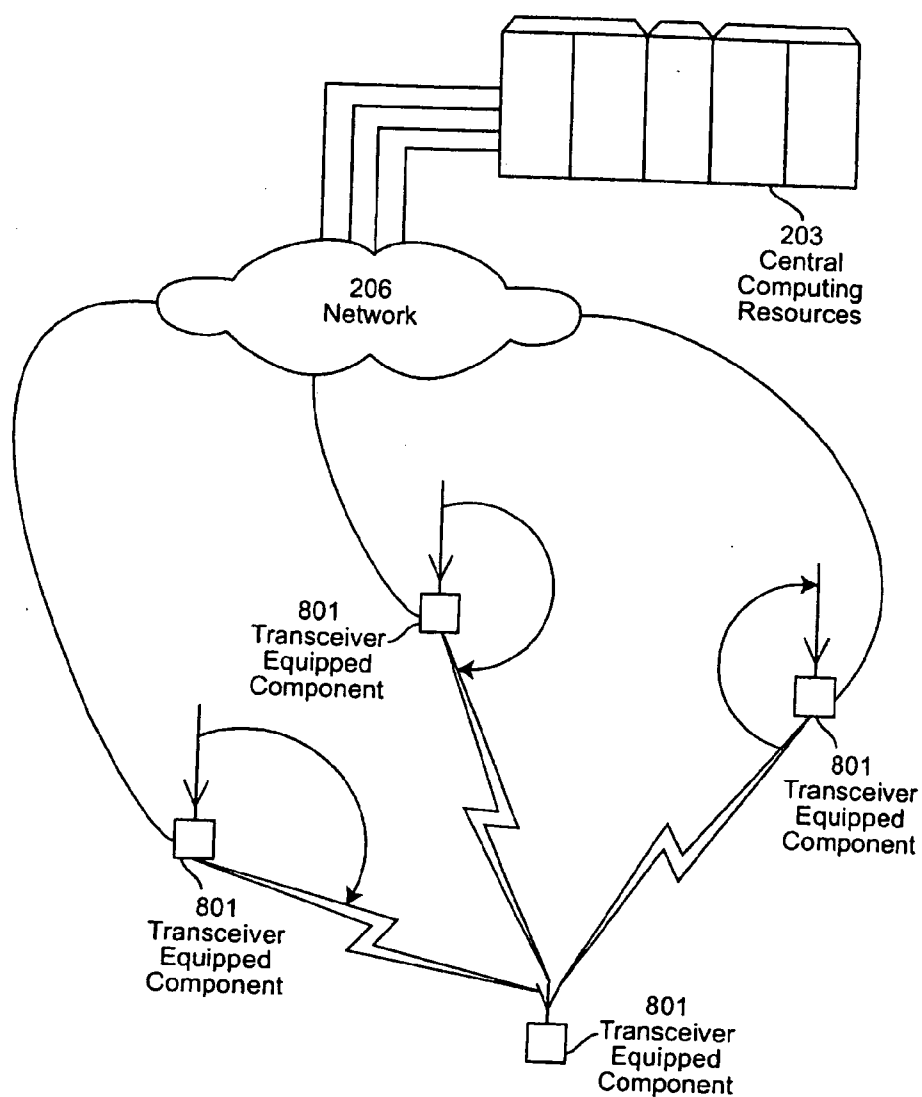 203
Central
Computing
Resources
206
Network
801
Transceiver
Equipped
Component
801
Transceiver
Equipped
Component
801
Transceiver
Equipped
Component
801
Transceiver
Equipped
Component